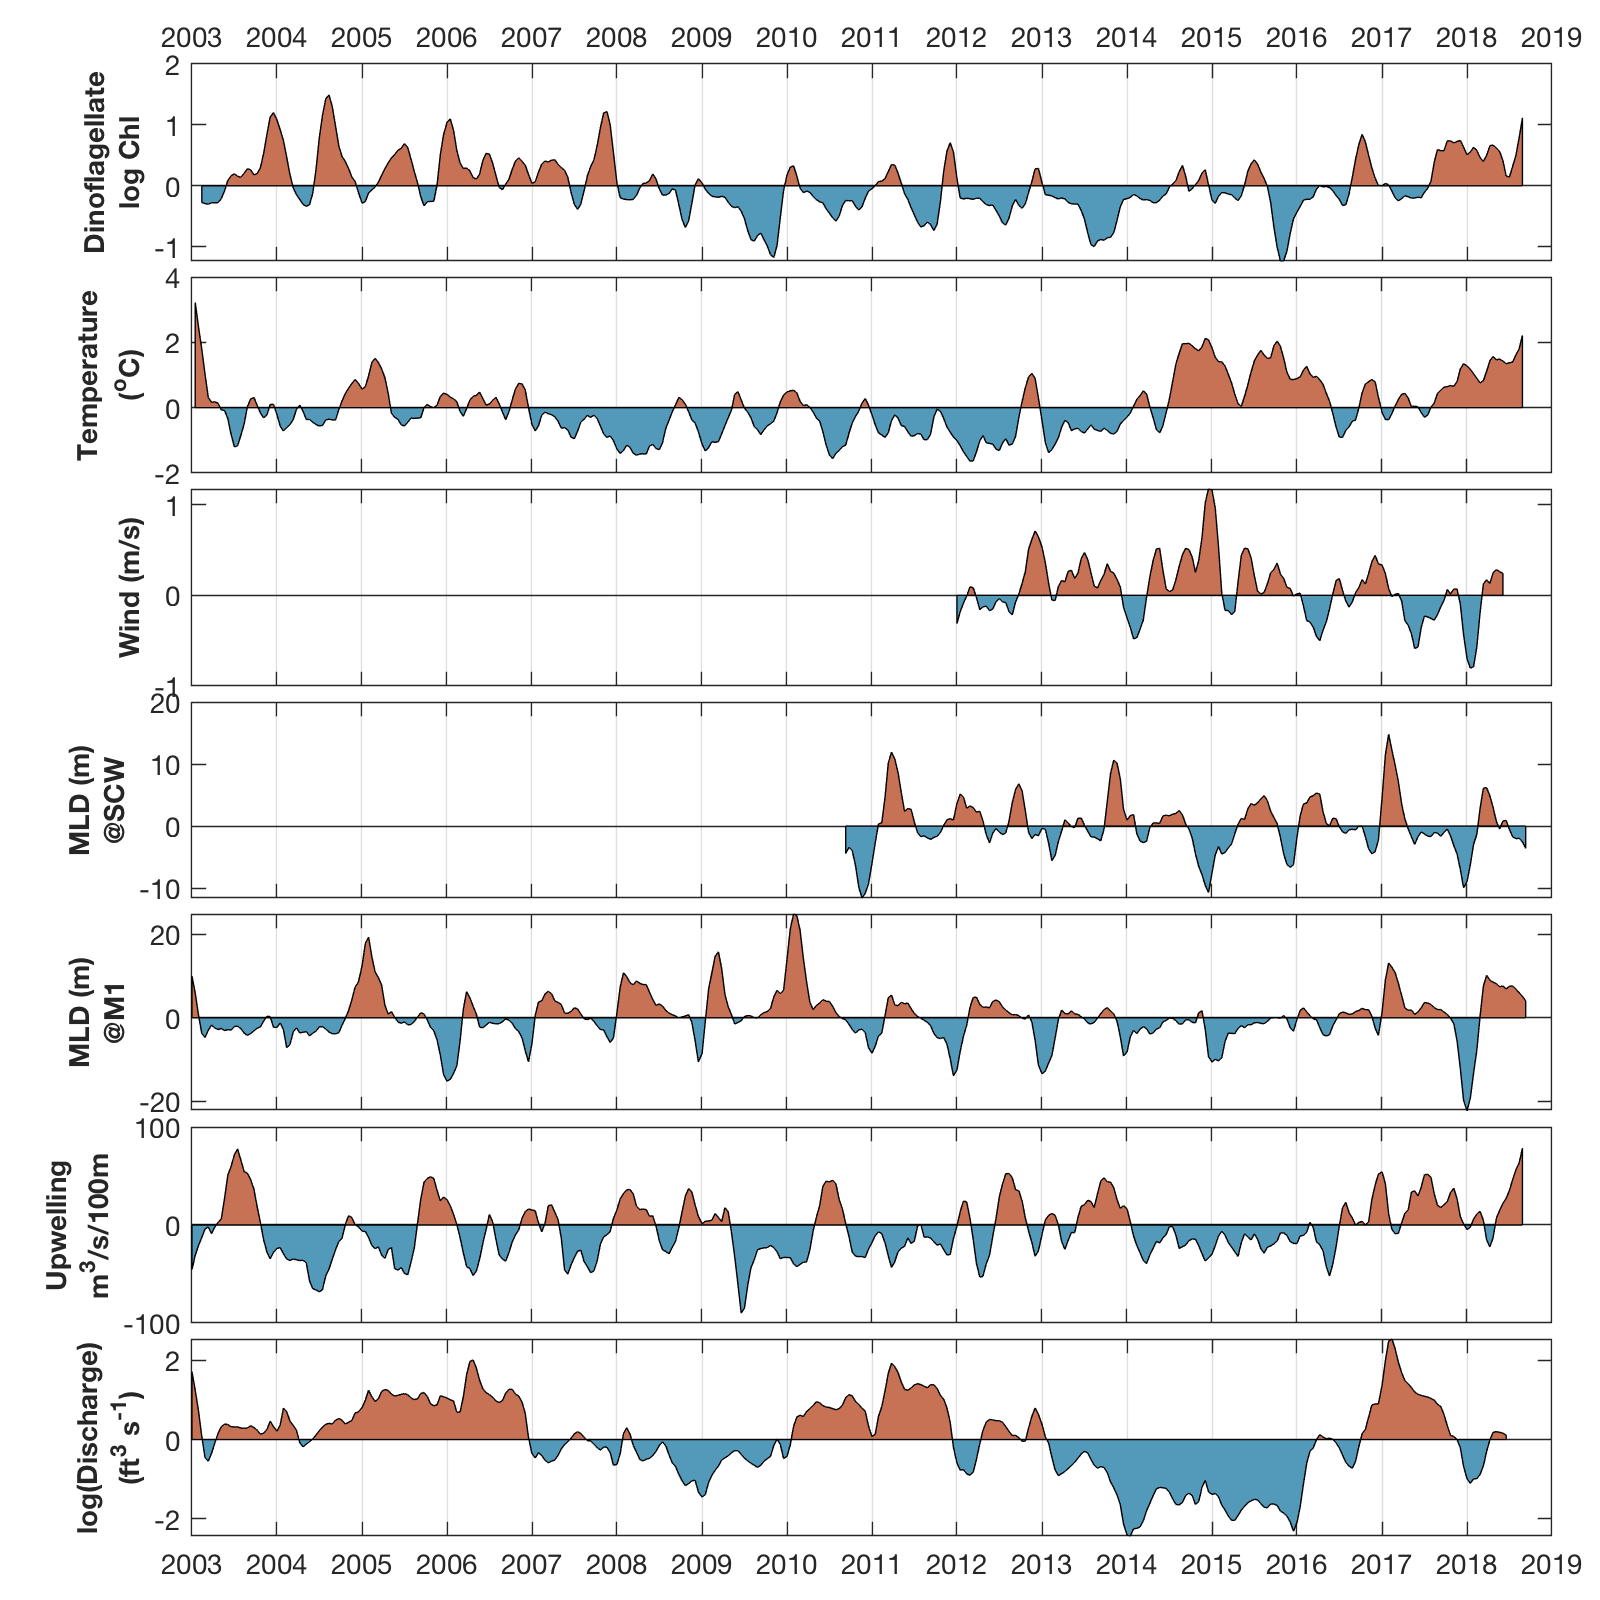 2003 2004 2005 2006 2007 2008 2009 2010 2011 2012 2013 2014 2015 2016 2017 2018 2019
Dinoflagellate
log Chl
2
1
0
-1
Temperature
(°C)
4
2
0
-2
Wind (m/s)
1
0
-1
MLD (m)
@SCW
20
10
0
-10
MLD (m)
@M1
20
0
-20
Upwelling
m³/s/100m
100
0
-100
log(Discharge)
(ft³ s⁻¹)
2
0
-2
2003 2004 2005 2006 2007 2008 2009 2010 2011 2012 2013 2014 2015 2016 2017 2018 2019